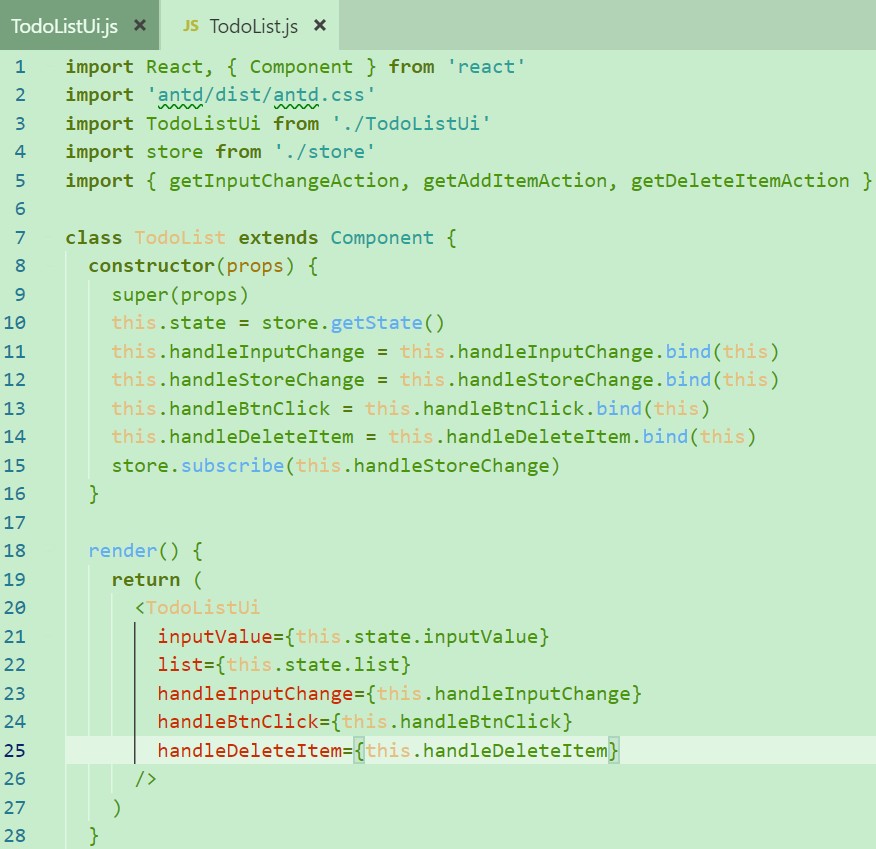 TodoListUi.js × JS TodoList.js ×
1 import React, { Component } from 'react'
2 import 'antd/dist/antd.css'
3 import TodoListUi from './TodoListUi'
4 import store from './store'
5 import { getInputChangeAction, getAddItemAction, getDeleteItemAction }
6
7 class TodoList extends Component {
8   constructor(props) {
9     super(props)
10     this.state = store.getState()
11     this.handleInputChange = this.handleInputChange.bind(this)
12     this.handleStoreChange = this.handleStoreChange.bind(this)
13     this.handleBtnClick = this.handleBtnClick.bind(this)
14     this.handleDeleteItem = this.handleDeleteItem.bind(this)
15     store.subscribe(this.handleStoreChange)
16   }
17
18   render() {
19     return (
20       <TodoListUi
21         inputValue={this.state.inputValue}
22         list={this.state.list}
23         handleInputChange={this.handleInputChange}
24         handleBtnClick={this.handleBtnClick}
25         handleDeleteItem={this.handleDeleteItem}
26       />
27     )
28   }